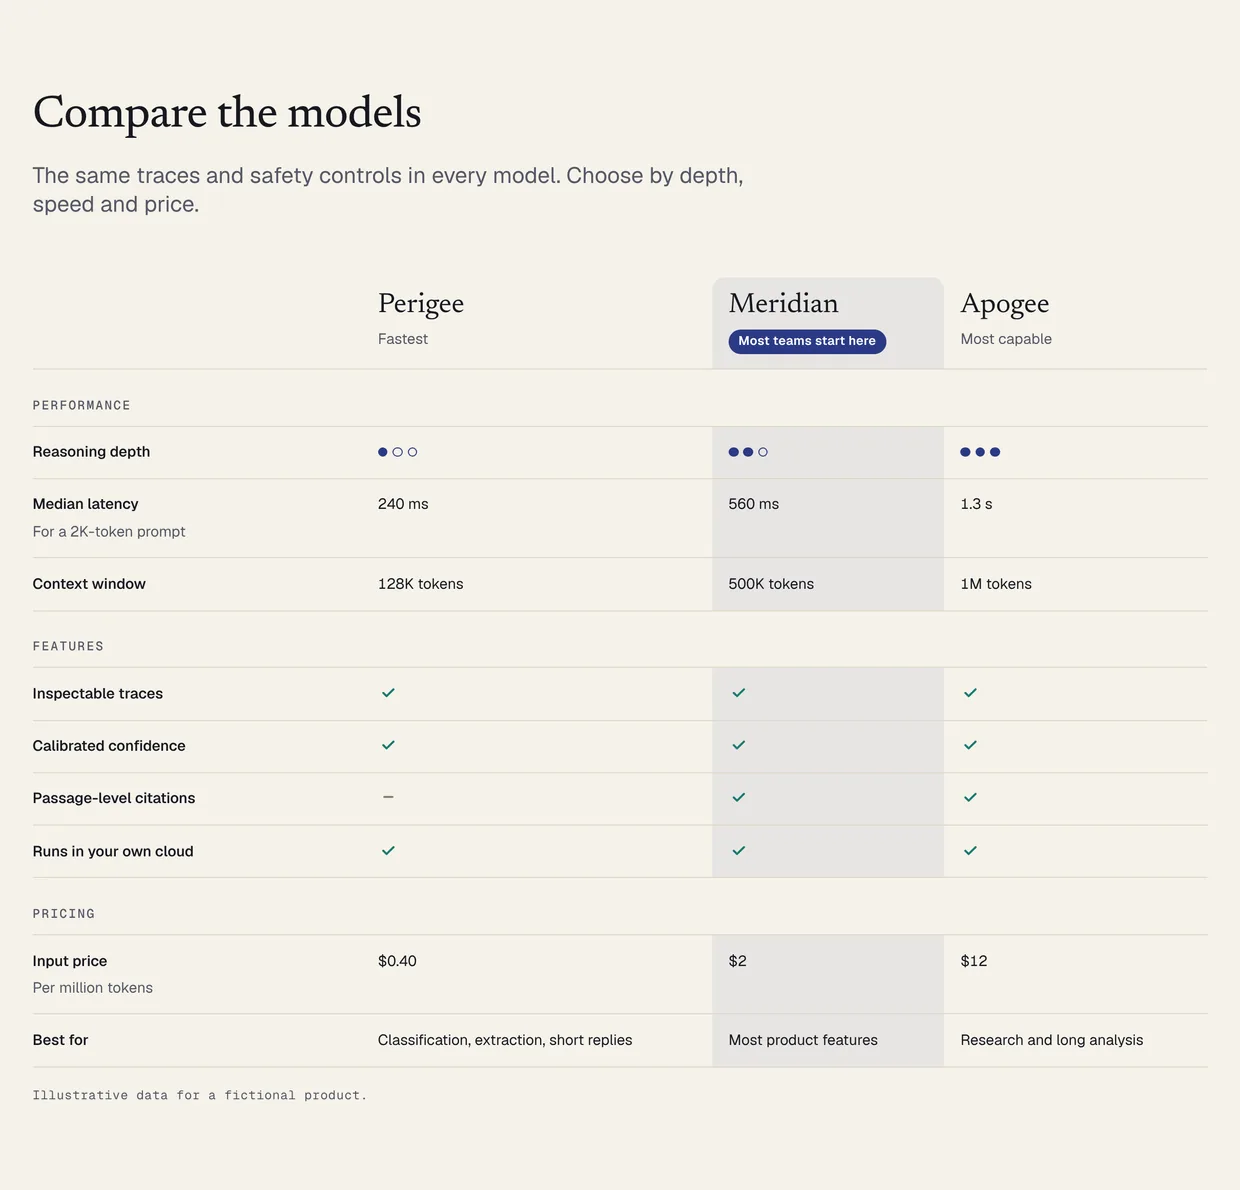 Compare the models
The same traces and safety controls in every model. Choose by depth,
speed and price.
Perigee Meridian Apogee
Fastest Most teams start here Most capable
PERFORMANCE
Reasoning depth
Median latency 240 ms 560 ms 1.3 s
For a 2K-token prompt
Context window 128K tokens 500K tokens 1M tokens
FEATURES
Inspectable traces
Calibrated confidence
Passage-level citations
Runs in your own cloud
PRICING
Input price $0.40 $2 $12
Per million tokens
Best for Classification, extraction, short replies Most product features Research and long analysis
Illustrative data for a fictional product.